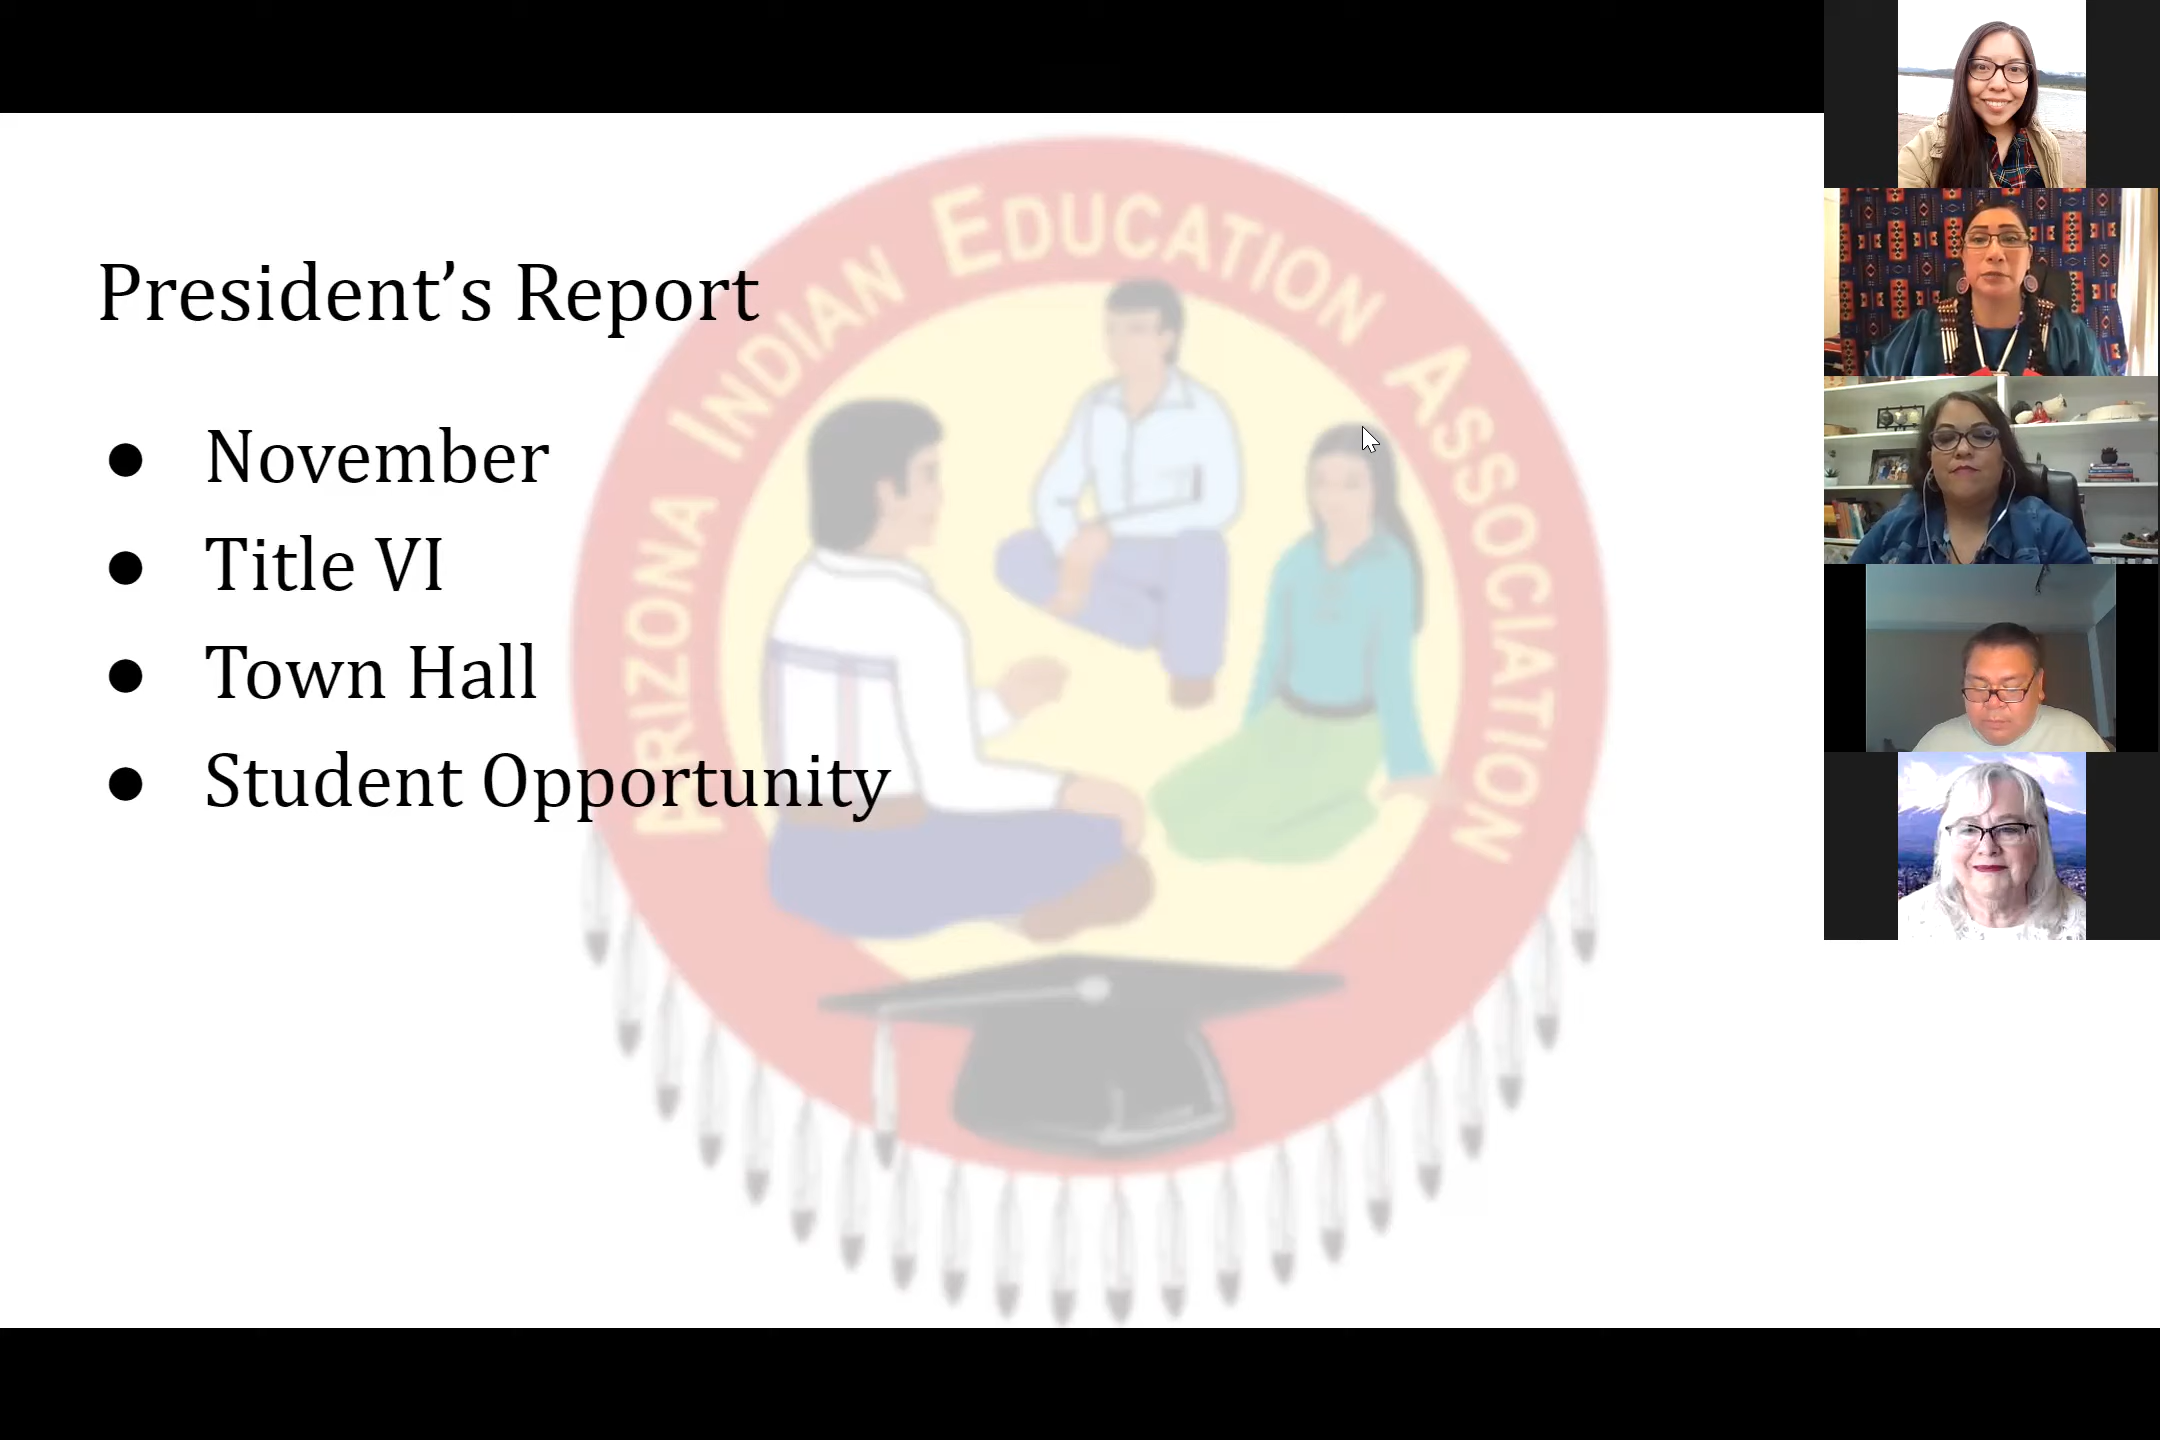 ARIZONA INDIAN EDUCATION ASSOCIATION
President’s Report
● November
● Title VI
● Town Hall
● Student Opportunity